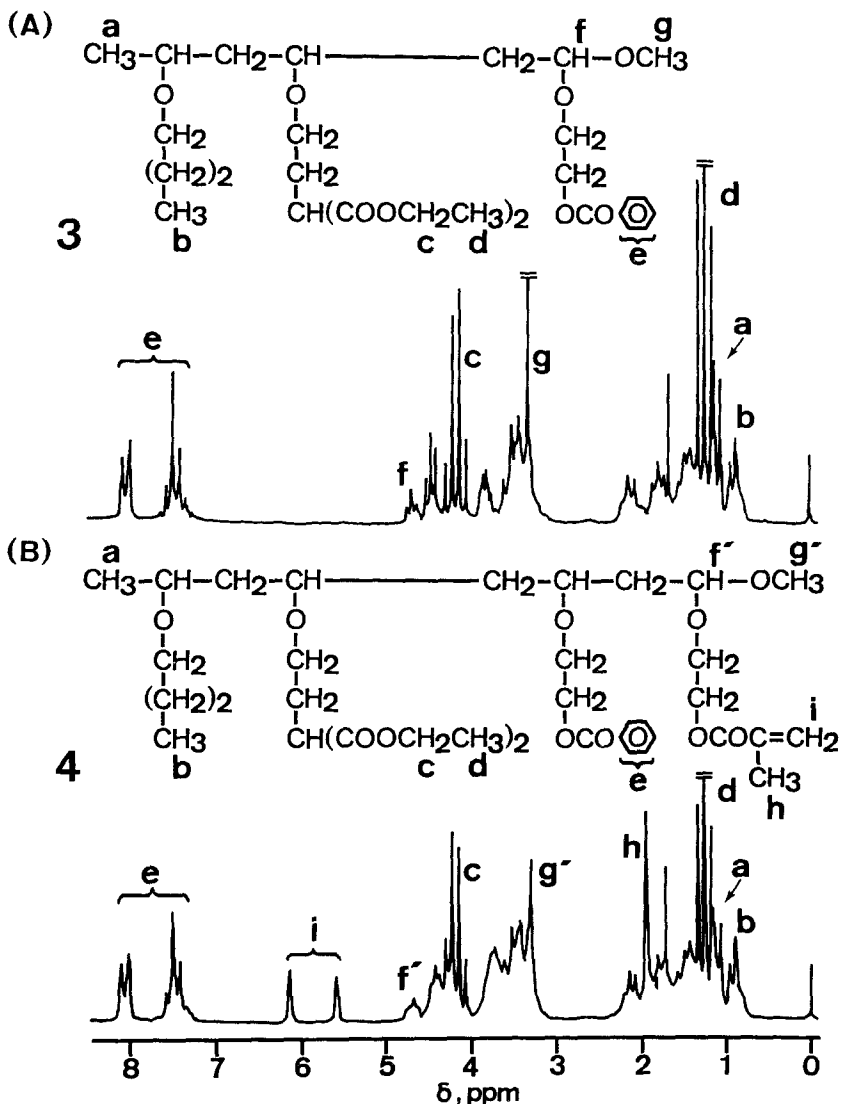 (A)
a f g
CH3-CH-CH2-CH CH2-CH-OCH3
O O O
CH2 CH2 CH2
(CH2)2 CH2 CH2
CH3 CH(COOCH2CH3)2 OCO
b c d e
3
d
e c g a
f b
(B)
a f´ g´
CH3-CH-CH2-CH CH2-CH-CH2-CH-OCH3
O O O O
CH2 CH2 CH2 CH2
(CH2)2 CH2 CH2 CH2 i
CH3 CH(COOCH2CH3)2 OCO OCOC=CH2
b c d e CH3
h
4
d
e c g´ h a
i b
f´
8 7 6 5 4 3 2 1 0
δ, ppm